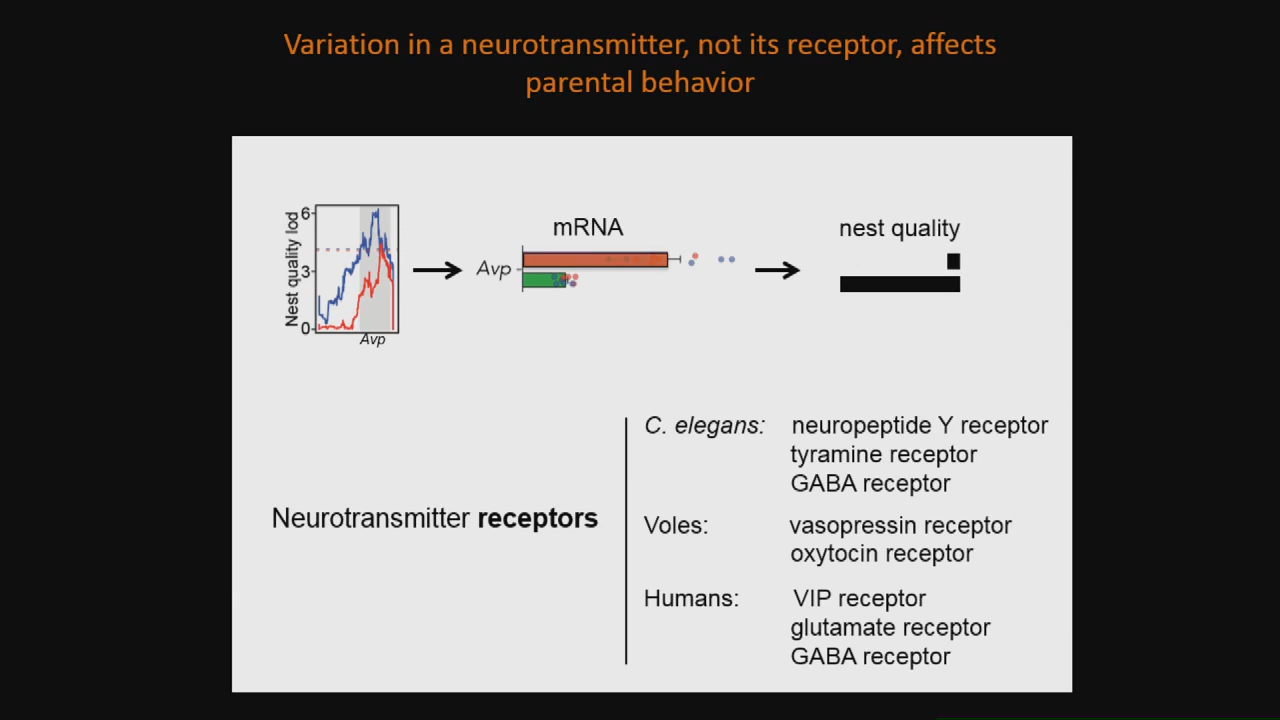 Variation in a neurotransmitter, not its receptor, affects
parental behavior
Nest quality lod
6
3
0
Avp
mRNA
Avp
nest quality
Neurotransmitter receptors
C. elegans: neuropeptide Y receptor
tyramine receptor
GABA receptor
Voles: vasopressin receptor
oxytocin receptor
Humans: VIP receptor
glutamate receptor
GABA receptor